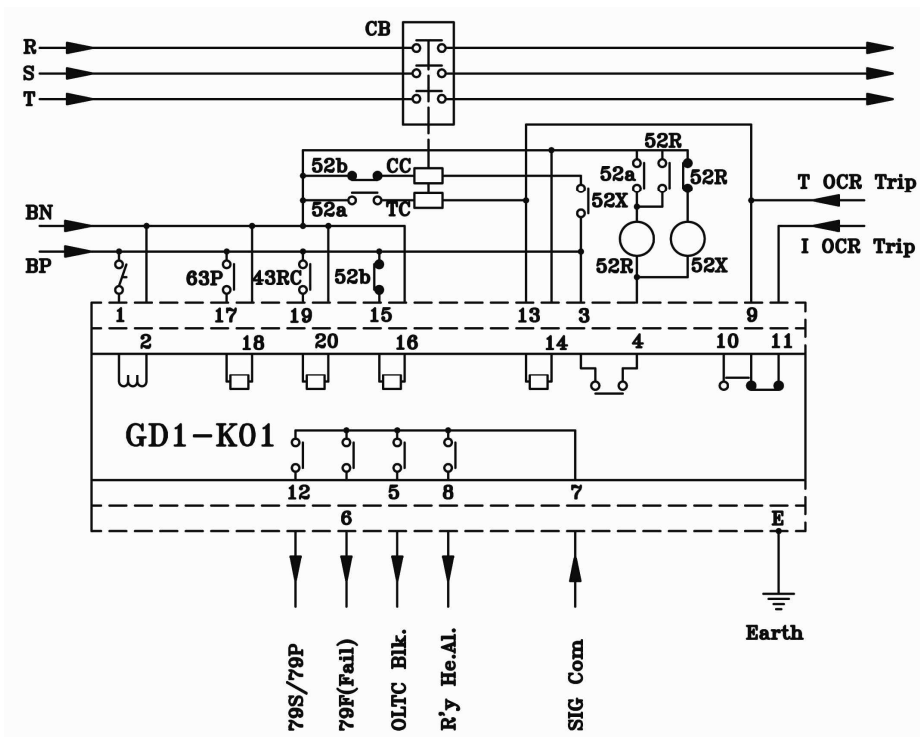 CB
R
S
T
52R
52b CC
52a
52R
T OCR Trip
52X
52a TC
BN
I OCR Trip
BP
63P 43RC 52b
52R 52X
1 17 19 15 13 3 9
2 18 20 16 14 4 10 11
GD1-K01
12 5 8 7
6 E
Earth
79S/79P
79F(Fail)
OLTC Blk.
R'y He.Al.
SIG Com